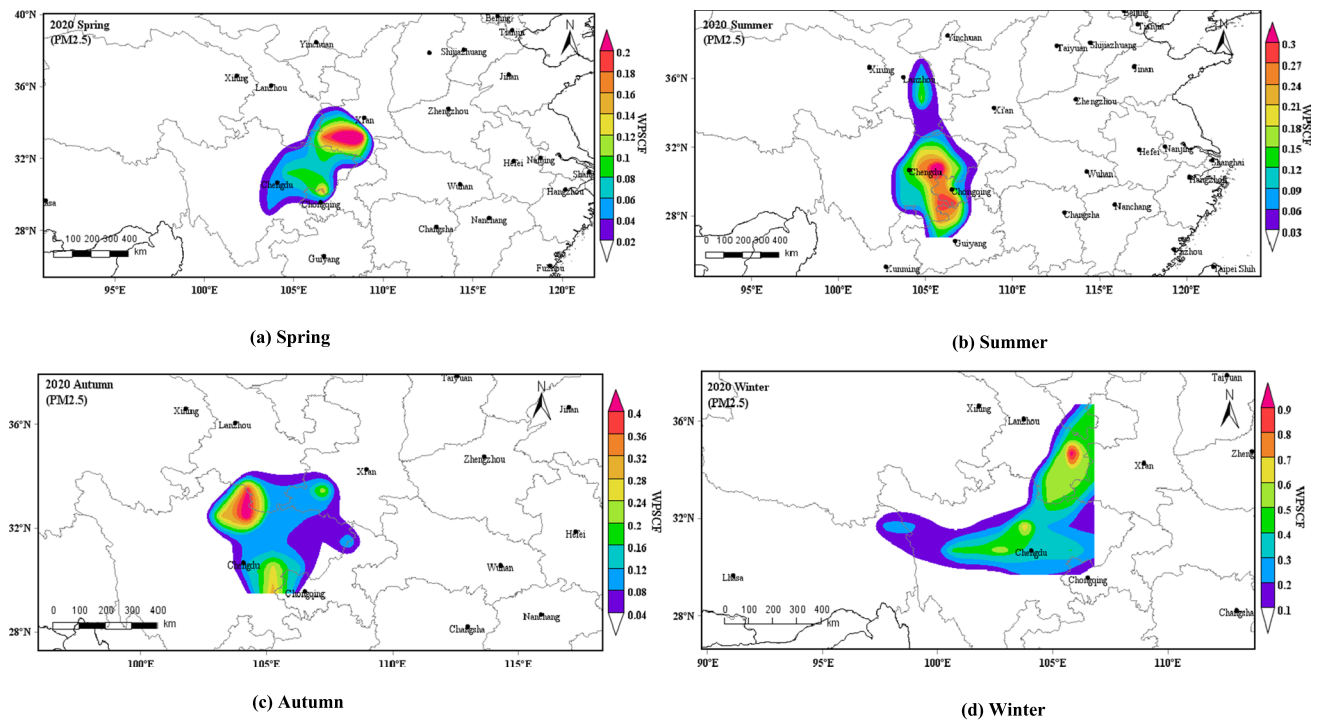 40°N
2020 Spring
(PM2.5)
Beijing
N
Tianjin
Yinchuan
Shijiazhuang
Xining
Lanzhou
Jinan
36°N
Zhengzhou
Xi'an
32°N
Hefei
Nanjing
Chengdu
Wuhan
Hangzhou
Chongqing
Nanchang
28°N
Changsha
0 100 200 300 400
km
Guiyang
Fuzhou
95°E 100°E 105°E 110°E 115°E 120°E
0.2
0.18
0.16
0.14
0.12
0.1
0.08
0.06
0.04
0.02
WPSCF
(a) Spring
2020 Summer
(PM2.5)
Beijing
Tianjin
N
Yinchuan
Taiyuan
Shijiazhuang
Xining
Lanzhou
Jinan
36°N
Zhengzhou
Xi'an
32°N
Hefei
Nanjing
Shanghai
Chengdu
Wuhan
Hangzhou
Chongqing
Nanchang
28°N
Changsha
0 100 200 300 400
km
Guiyang
Fuzhou
Kunming
Taipei Shih
95°E 100°E 105°E 110°E 115°E 120°E
0.3
0.27
0.24
0.21
0.18
0.15
0.12
0.09
0.06
0.03
WPSCF
(b) Summer
2020 Autumn
(PM2.5)
Taiyuan
N
Xining
Jinan
Lanzhou
36°N
Zhengzhou
Xi'an
32°N
Hefei
Chengdu
Wuhan
Chongqing
0 100 200 300 400
km
Nanchang
Changsha
28°N
100°E 105°E 110°E 115°E
0.4
0.36
0.32
0.28
0.24
0.2
0.16
0.12
0.08
0.04
WPSCF
(c) Autumn
2020 Winter
(PM2.5)
Taiyuan
N
Xining
Lanzhou
36°N
Xi'an
Zheng
32°N
Chengdu
Lhasa
Chongqing
0 100 200 300 400
km
Changsha
28°N
90°E 95°E 100°E 105°E 110°E
0.9
0.8
0.7
0.6
0.5
0.4
0.3
0.2
0.1
WPSCF
(d) Winter